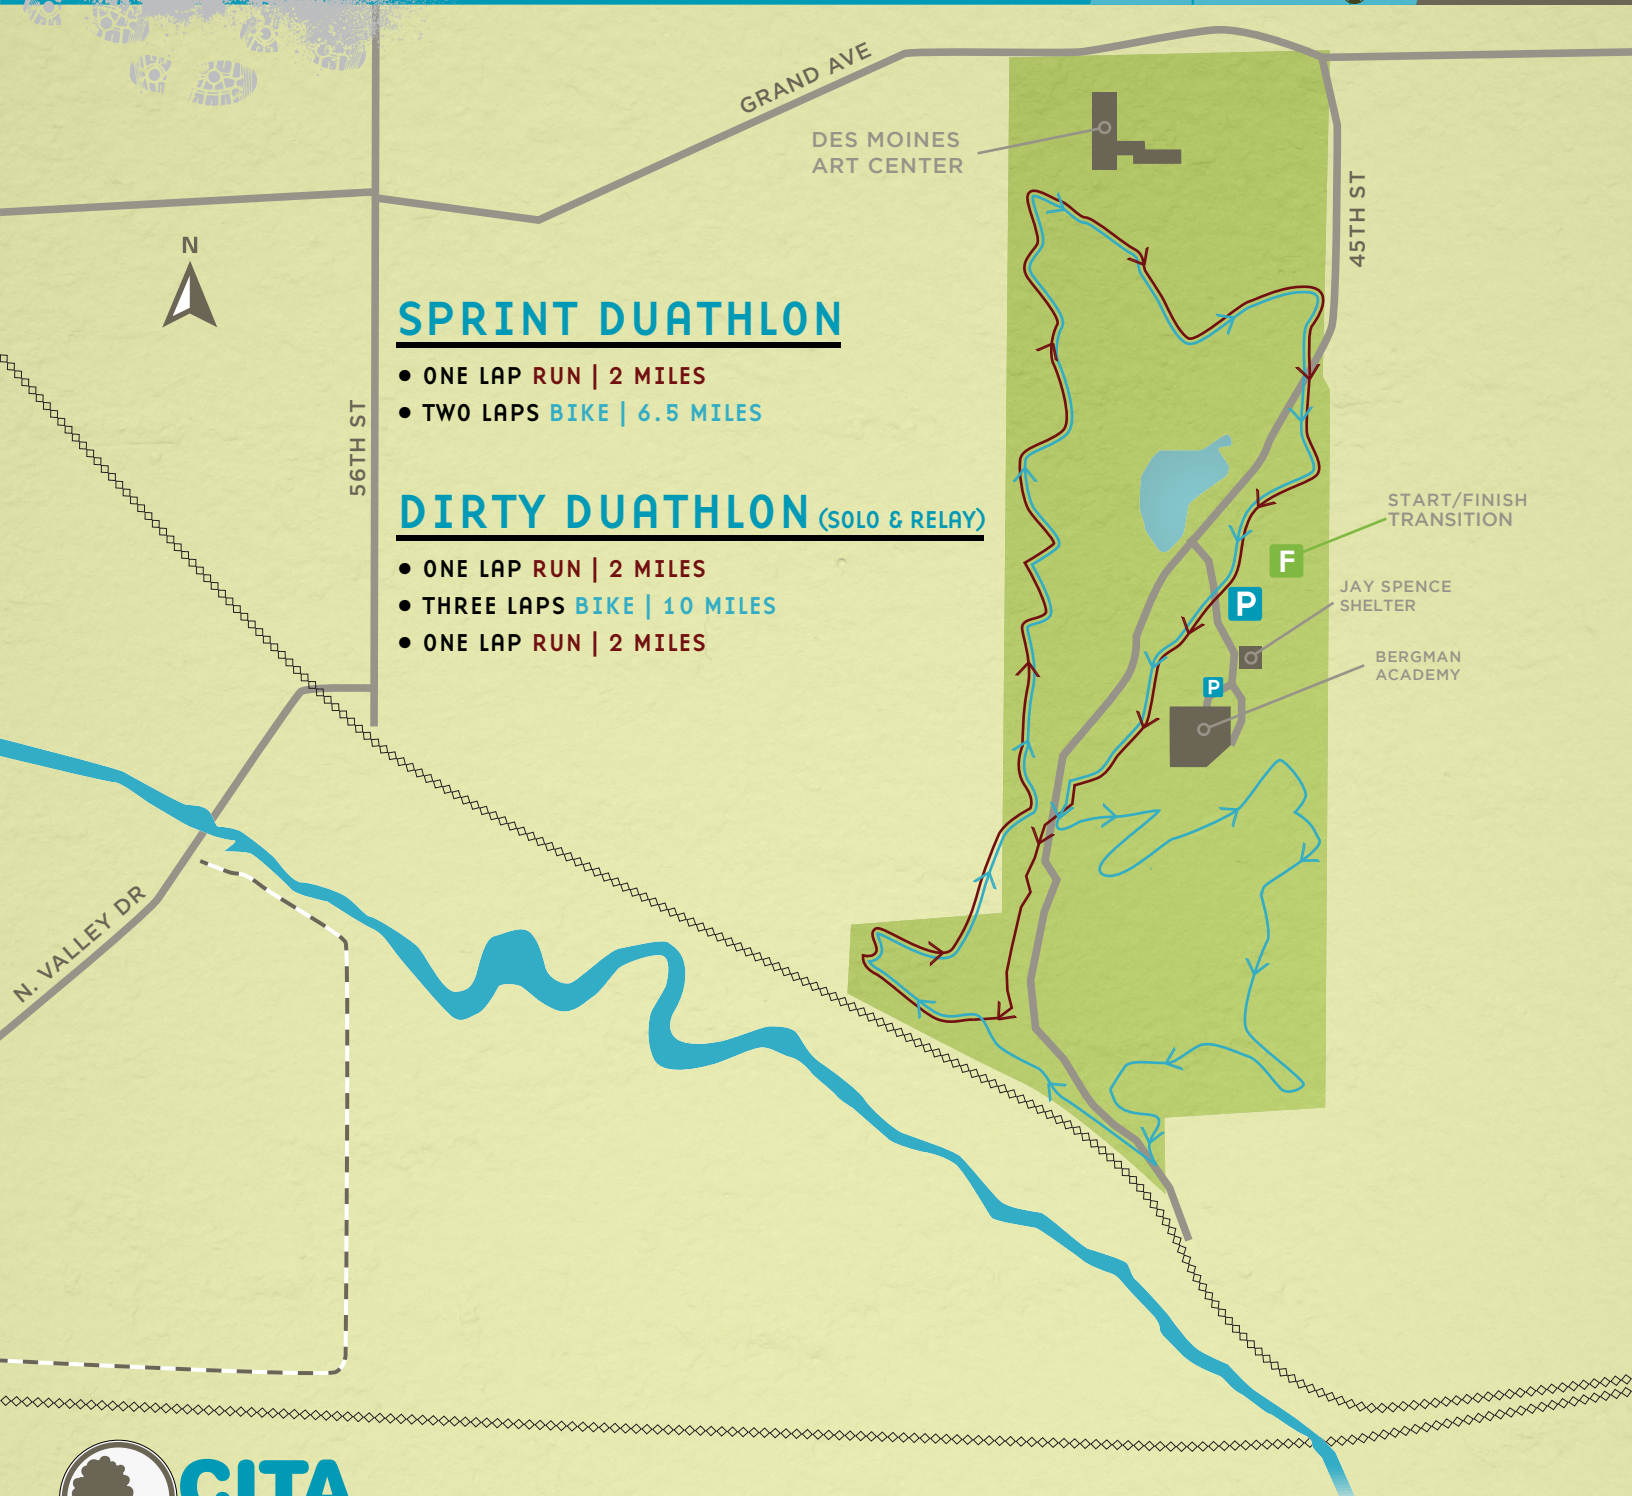 GRAND AVE
DES MOINES
ART CENTER
45TH ST
N
SPRINT DUATHLON
• ONE LAP RUN | 2 MILES
• TWO LAPS BIKE | 6.5 MILES
56TH ST
DIRTY DUATHLON (SOLO & RELAY)
• ONE LAP RUN | 2 MILES
• THREE LAPS BIKE | 10 MILES
• ONE LAP RUN | 2 MILES
START/FINISH
TRANSITION
F
JAY SPENCE
SHELTER
P
BERGMAN
ACADEMY
P
N. VALLEY DR
CITA